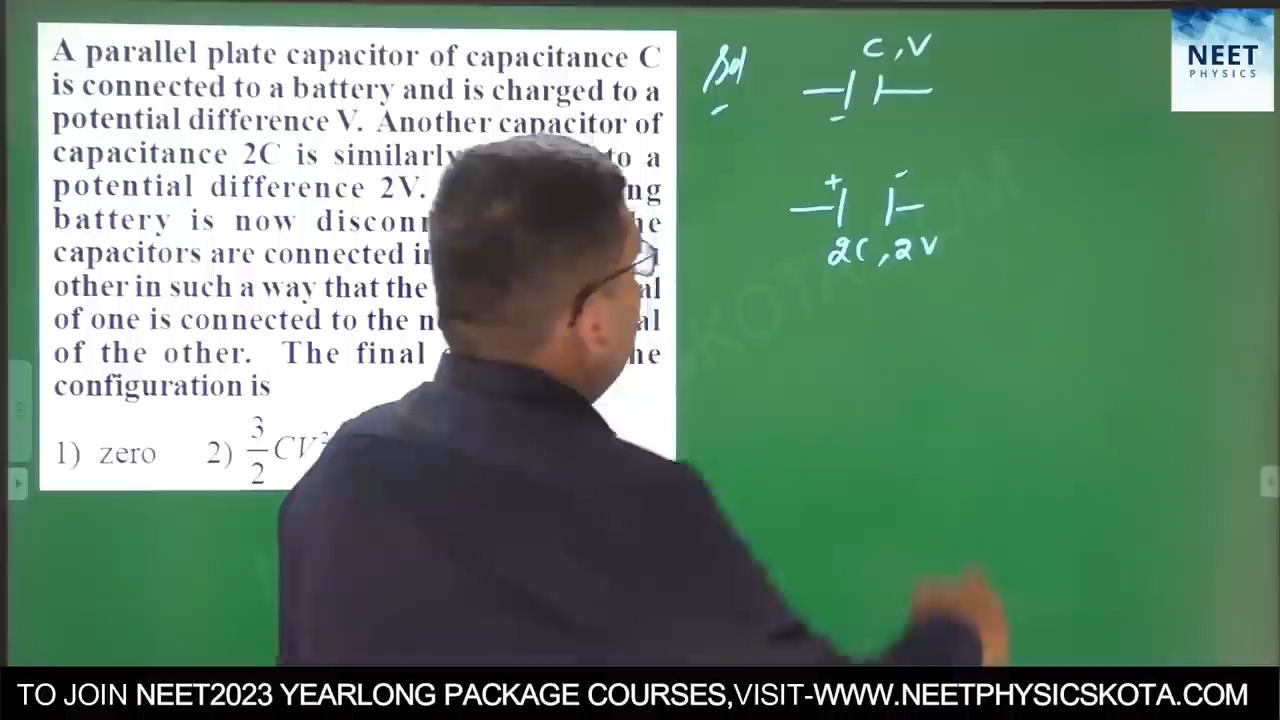 A parallel plate capacitor of capacitance C
is connected to a battery and is charged to a
potential difference V. Another capacitor of
capacitance 2C is similarly to a
potential difference 2V.
battery is now
capacitors are connected
other in such a way that the
of one is connected to the
of the other. The final
configuration is
1) zero 2) 3/2 CV
Sol
C, V
-
+ -
2C, 2V
NEET
PHYSICS
TO JOIN NEET2023 YEARLONG PACKAGE COURSES,VISIT-WWW.NEETPHYSICSKOTA.COM